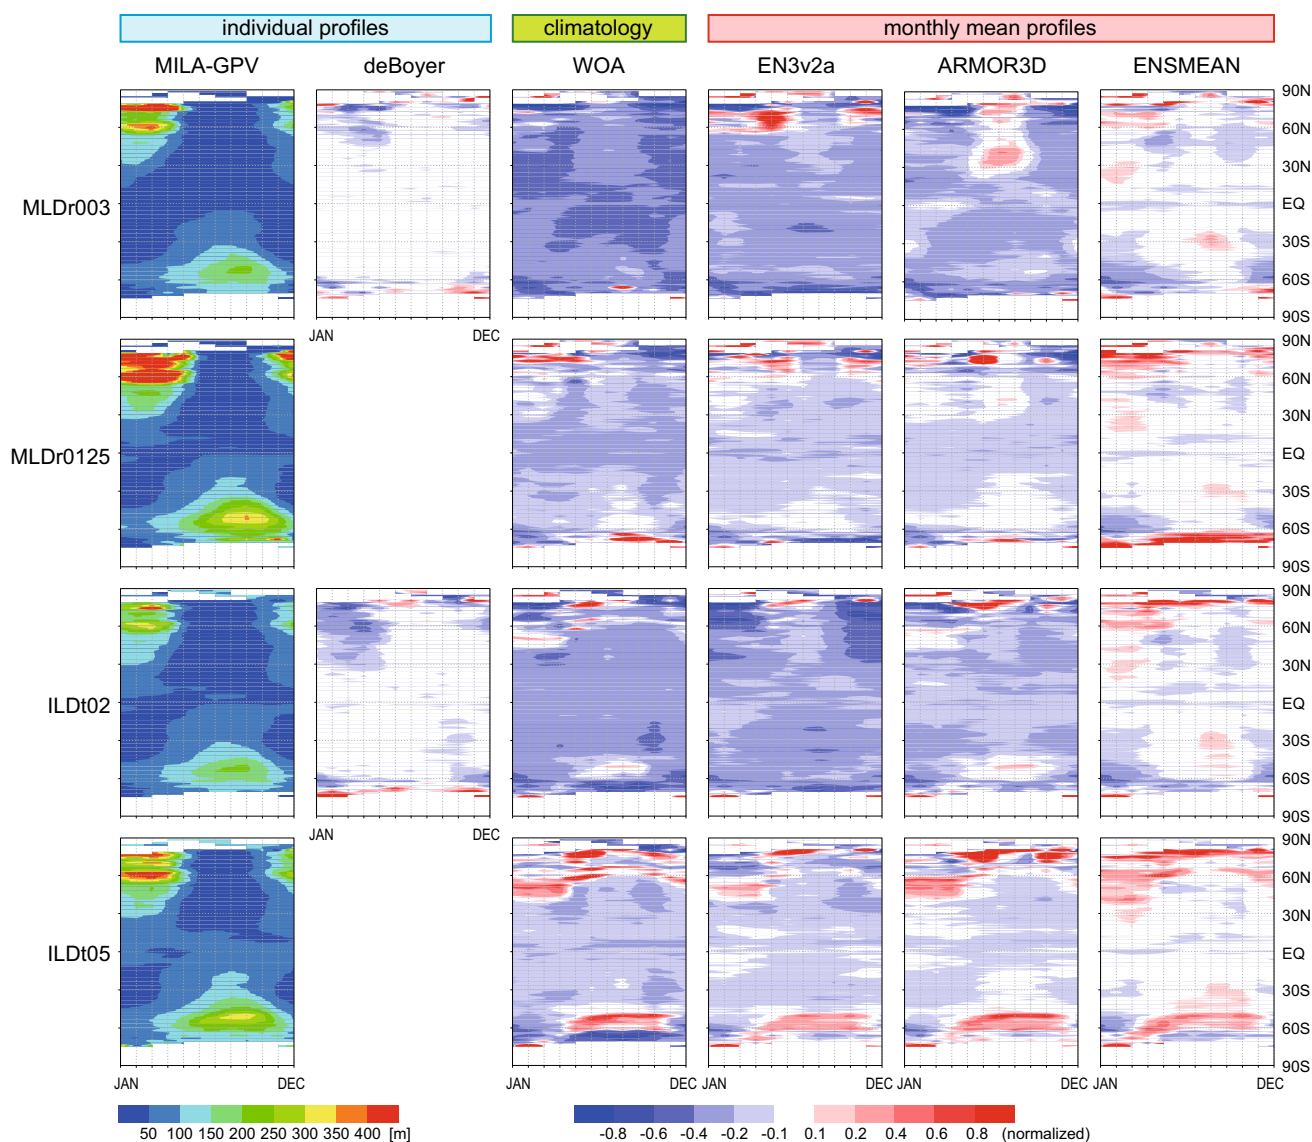 individual profiles climatology monthly mean profiles
MILA-GPV deBoyer WOA EN3v2a ARMOR3D ENSMEAN
90N
60N
30N
MLDr003
EQ
30S
60S
90S
JAN DEC
90N
60N
30N
MLDr0125
EQ
30S
60S
90S
90N
60N
30N
ILDt02
EQ
30S
60S
90S
JAN DEC
90N
60N
30N
ILDt05
EQ
30S
60S
90S
JAN DEC JAN DEC JAN DEC JAN DEC JAN DEC
50 100 150 200 250 300 350 400 [m]
-0.8 -0.6 -0.4 -0.2 -0.1 0.1 0.2 0.4 0.6 0.8 (normalized)